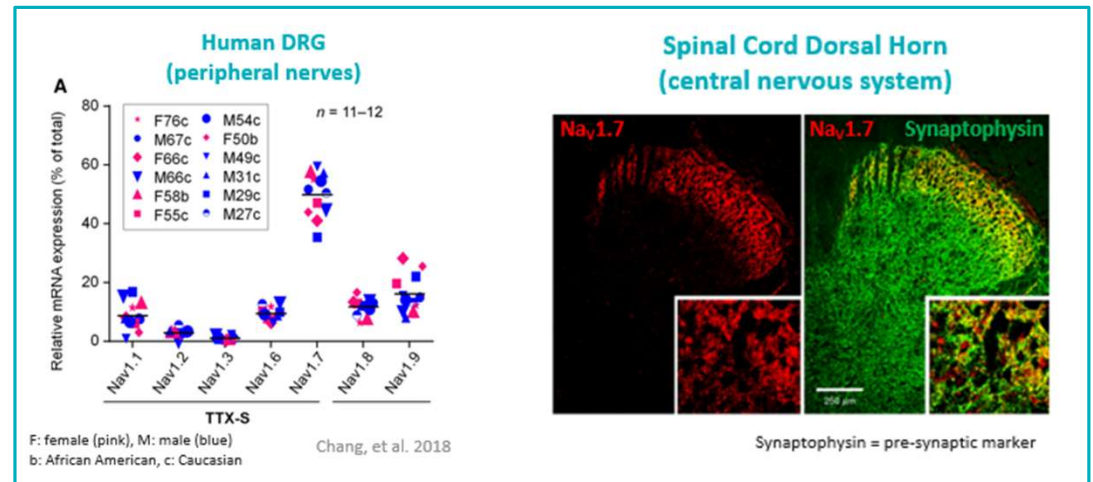 Human DRG
(peripheral nerves)
A
Relative mRNA expression (% of total)
80
60
40
20
0
n = 11–12
F76c M54c
M67c F50b
F66c M49c
M66c M31c
F58b M29c
F55c M27c
Nav1.1
Nav1.2
Nav1.3
Nav1.6
Nav1.7
Nav1.8
Nav1.9
TTX-S
F: female (pink), M: male (blue)
b: African American, c: Caucasian
Chang, et al. 2018
Spinal Cord Dorsal Horn
(central nervous system)
NaV1.7
NaV1.7 Synaptophysin
250 μm
Synaptophysin = pre-synaptic marker